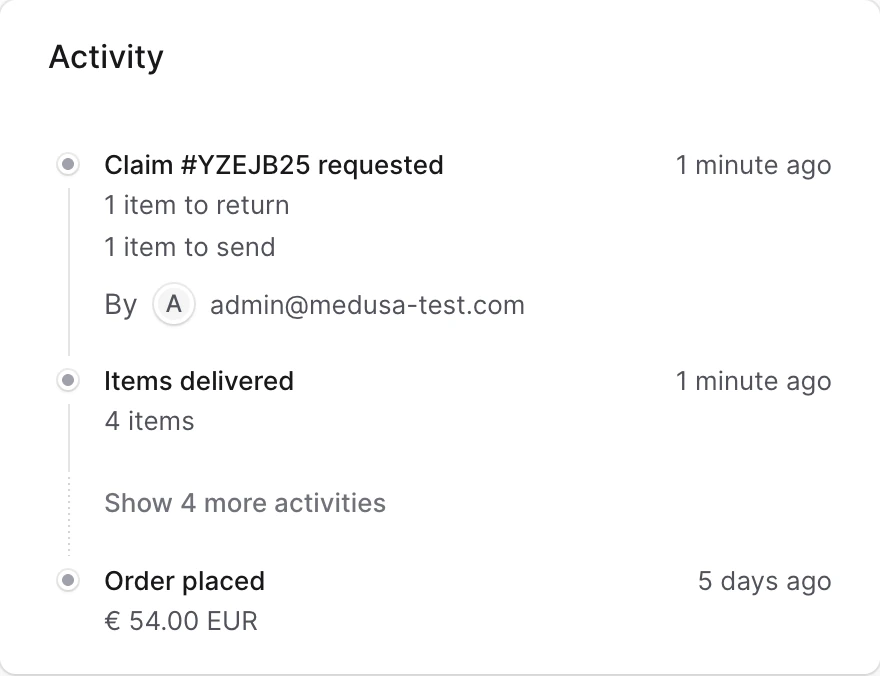 Activity
Claim #YZEJB25 requested 1 minute ago
1 item to return
1 item to send
By A admin@medusa-test.com
Items delivered 1 minute ago
4 items
Show 4 more activities
Order placed 5 days ago
€ 54.00 EUR